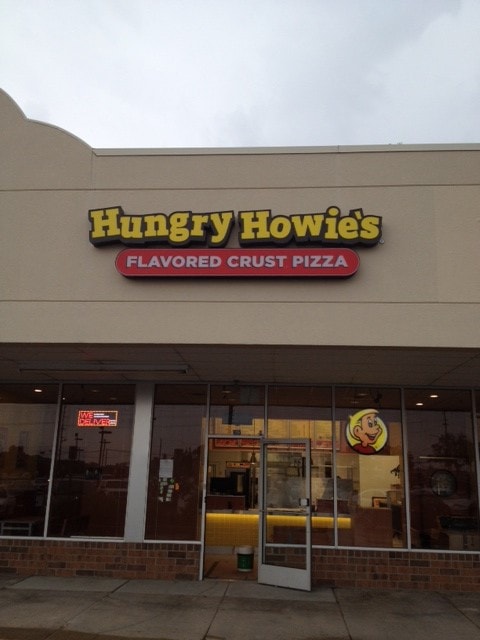 Hungry Howie's
FLAVORED CRUST PIZZA
WE
DELIVER